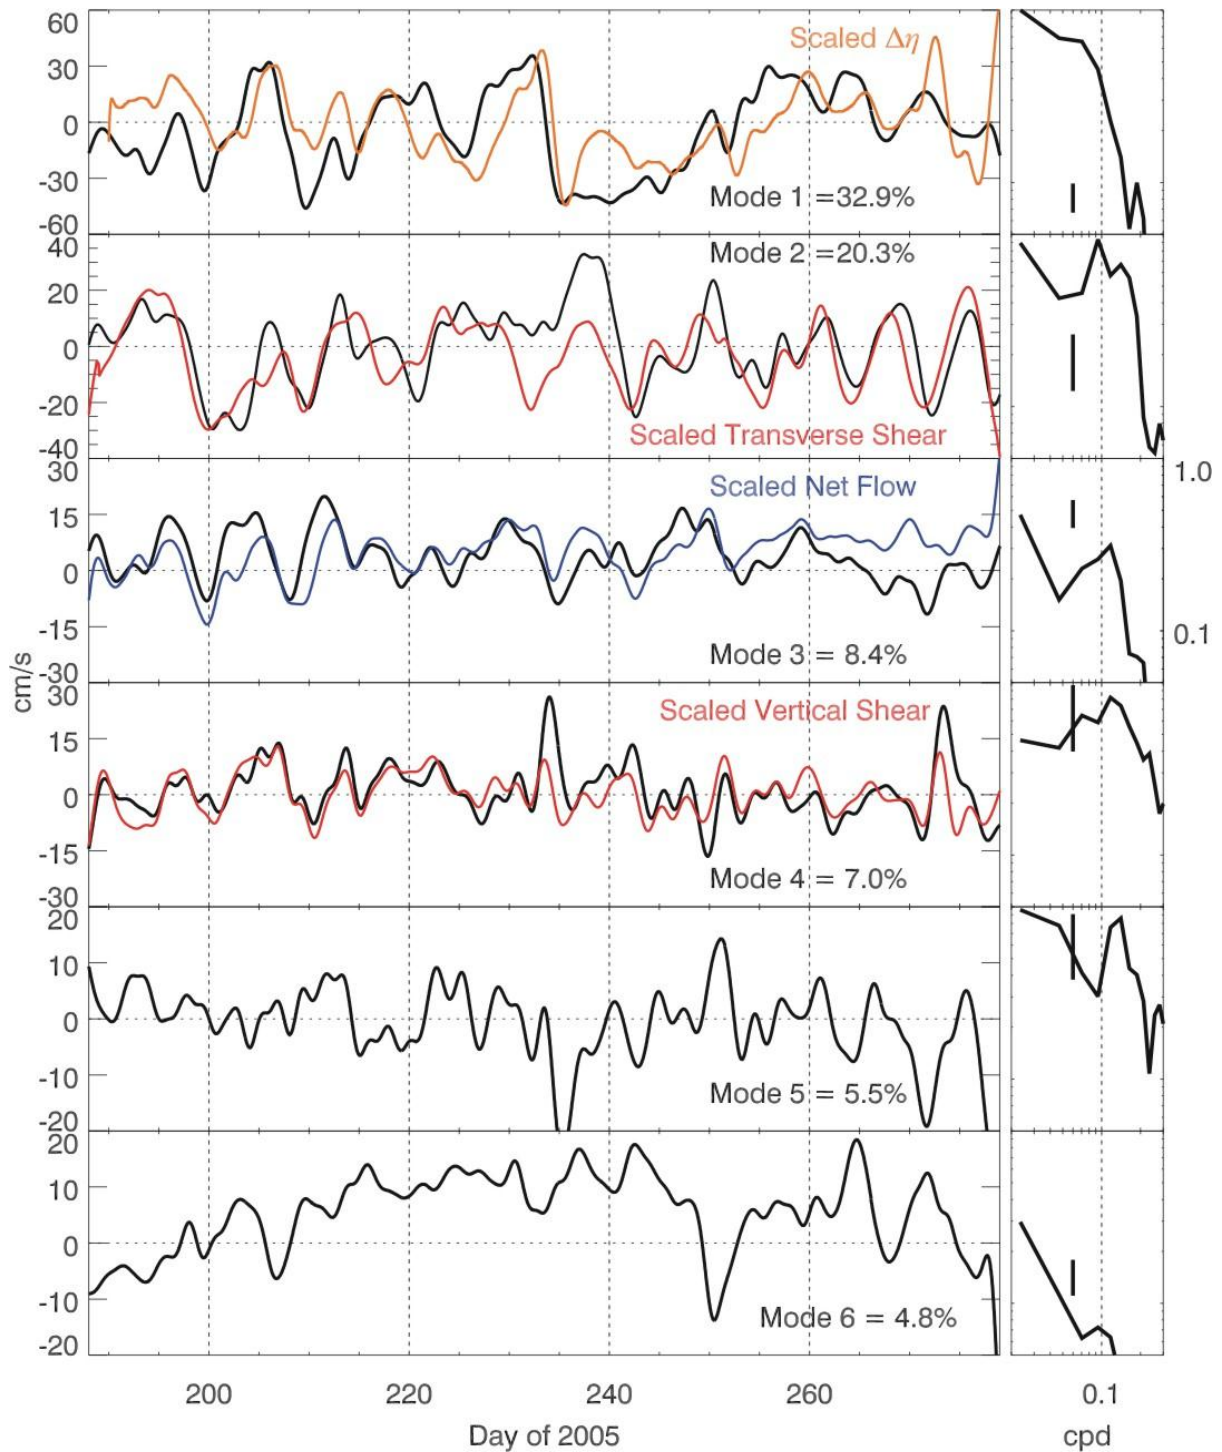 60
30
0
-30
-60
Scaled Δη
Mode 1 =32.9%
40
20
0
-20
-40
Mode 2 =20.3%
Scaled Transverse Shear
30
15
0
-15
-30
Scaled Net Flow
Mode 3 = 8.4%
1.0
0.1
cm/s
30
15
0
-15
-30
Scaled Vertical Shear
Mode 4 = 7.0%
20
10
0
-10
-20
Mode 5 = 5.5%
20
10
0
-10
-20
Mode 6 = 4.8%
200 220 240 260 0.1
Day of 2005 cpd